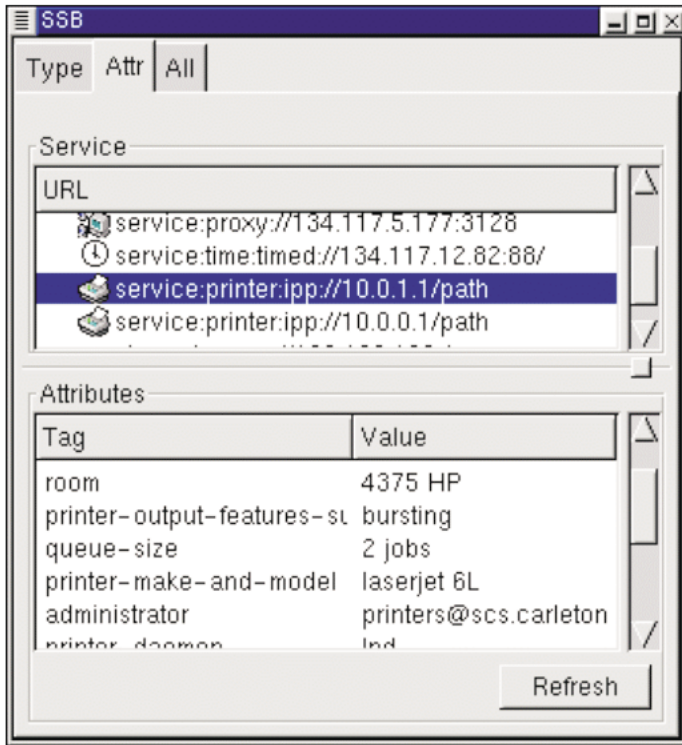 SSB
Type Attr All
Service
URL
service:proxy://134.117.5.177:3128
service:time:timed://134.117.12.82:88/
service:printer:ipp://10.0.1.1/path
service:printer:ipp://10.0.0.1/path
Attributes
Tag Value
room 4375 HP
printer-output-features-su bursting
queue-size 2 jobs
printer-make-and-model laserjet 6L
administrator printers@scs.carleton
printer-daemon lpd
Refresh